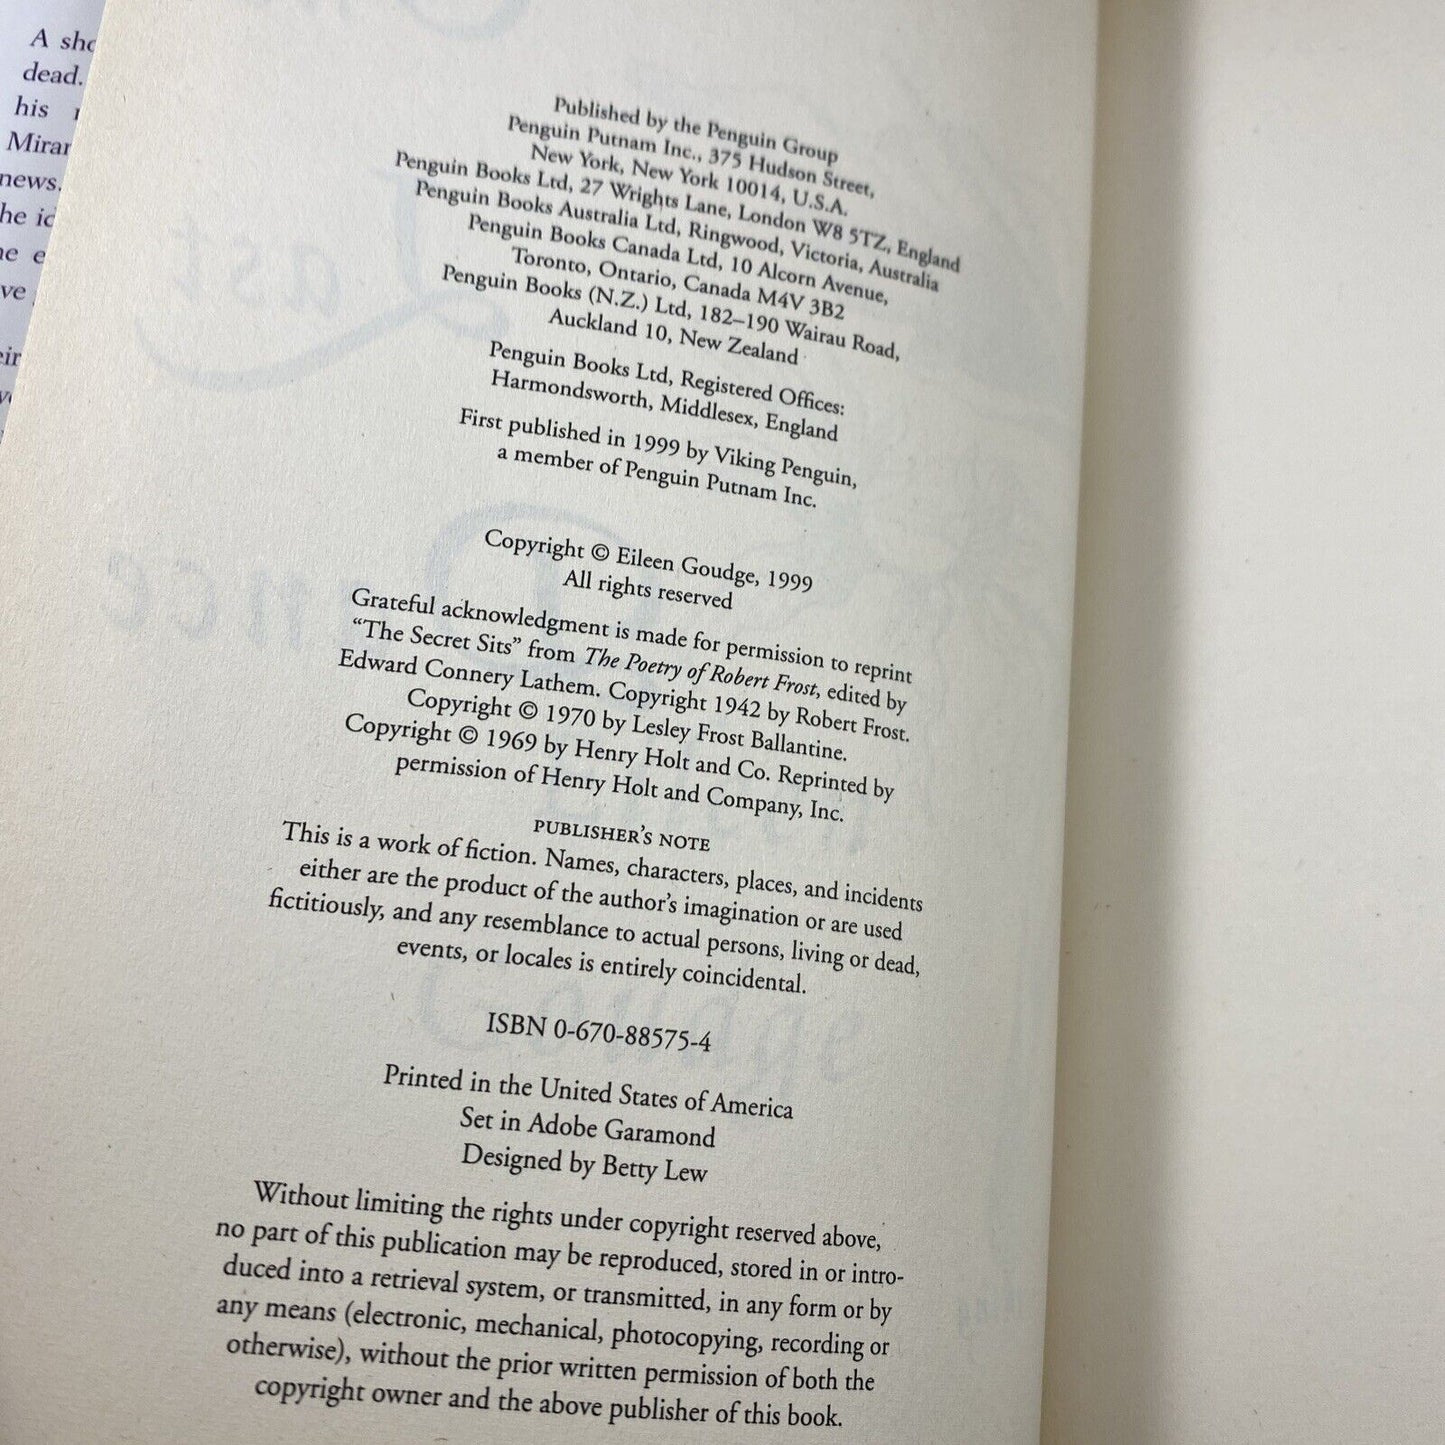 A sho
dead.
his
Mirar
news.
he ic
ve
eir
Last
Published by the Penguin Group
Penguin Putnam Inc., 375 Hudson Street,
New York, New York 10014, U.S.A.
Penguin Books Ltd, 27 Wrights Lane, London W8 5TZ, England
Penguin Books Australia Ltd, Ringwood, Victoria, Australia
Penguin Books Canada Ltd, 10 Alcorn Avenue,
Toronto, Ontario, Canada M4V 3B2
Penguin Books (N.Z.) Ltd, 182–190 Wairau Road,
Auckland 10, New Zealand
Penguin Books Ltd, Registered Offices:
Harmondsworth, Middlesex, England
First published in 1999 by Viking Penguin,
a member of Penguin Putnam Inc.
Copyright © Eileen Goudge, 1999
All rights reserved
Grateful acknowledgment is made for permission to reprint
“The Secret Sits” from The Poetry of Robert Frost, edited by
Edward Connery Lathem. Copyright 1942 by Robert Frost.
Copyright © 1970 by Lesley Frost Ballantine.
Copyright © 1969 by Henry Holt and Co. Reprinted by
permission of Henry Holt and Company, Inc.
PUBLISHER’S NOTE
This is a work of fiction. Names, characters, places, and incidents
either are the product of the author’s imagination or are used
fictitiously, and any resemblance to actual persons, living or dead,
events, or locales is entirely coincidental.
ISBN 0-670-88575-4
Printed in the United States of America
Set in Adobe Garamond
Designed by Betty Lew
Without limiting the rights under copyright reserved above,
no part of this publication may be reproduced, stored in or intro-
duced into a retrieval system, or transmitted, in any form or by
any means (electronic, mechanical, photocopying, recording or
otherwise), without the prior written permission of both the
copyright owner and the above publisher of this book.